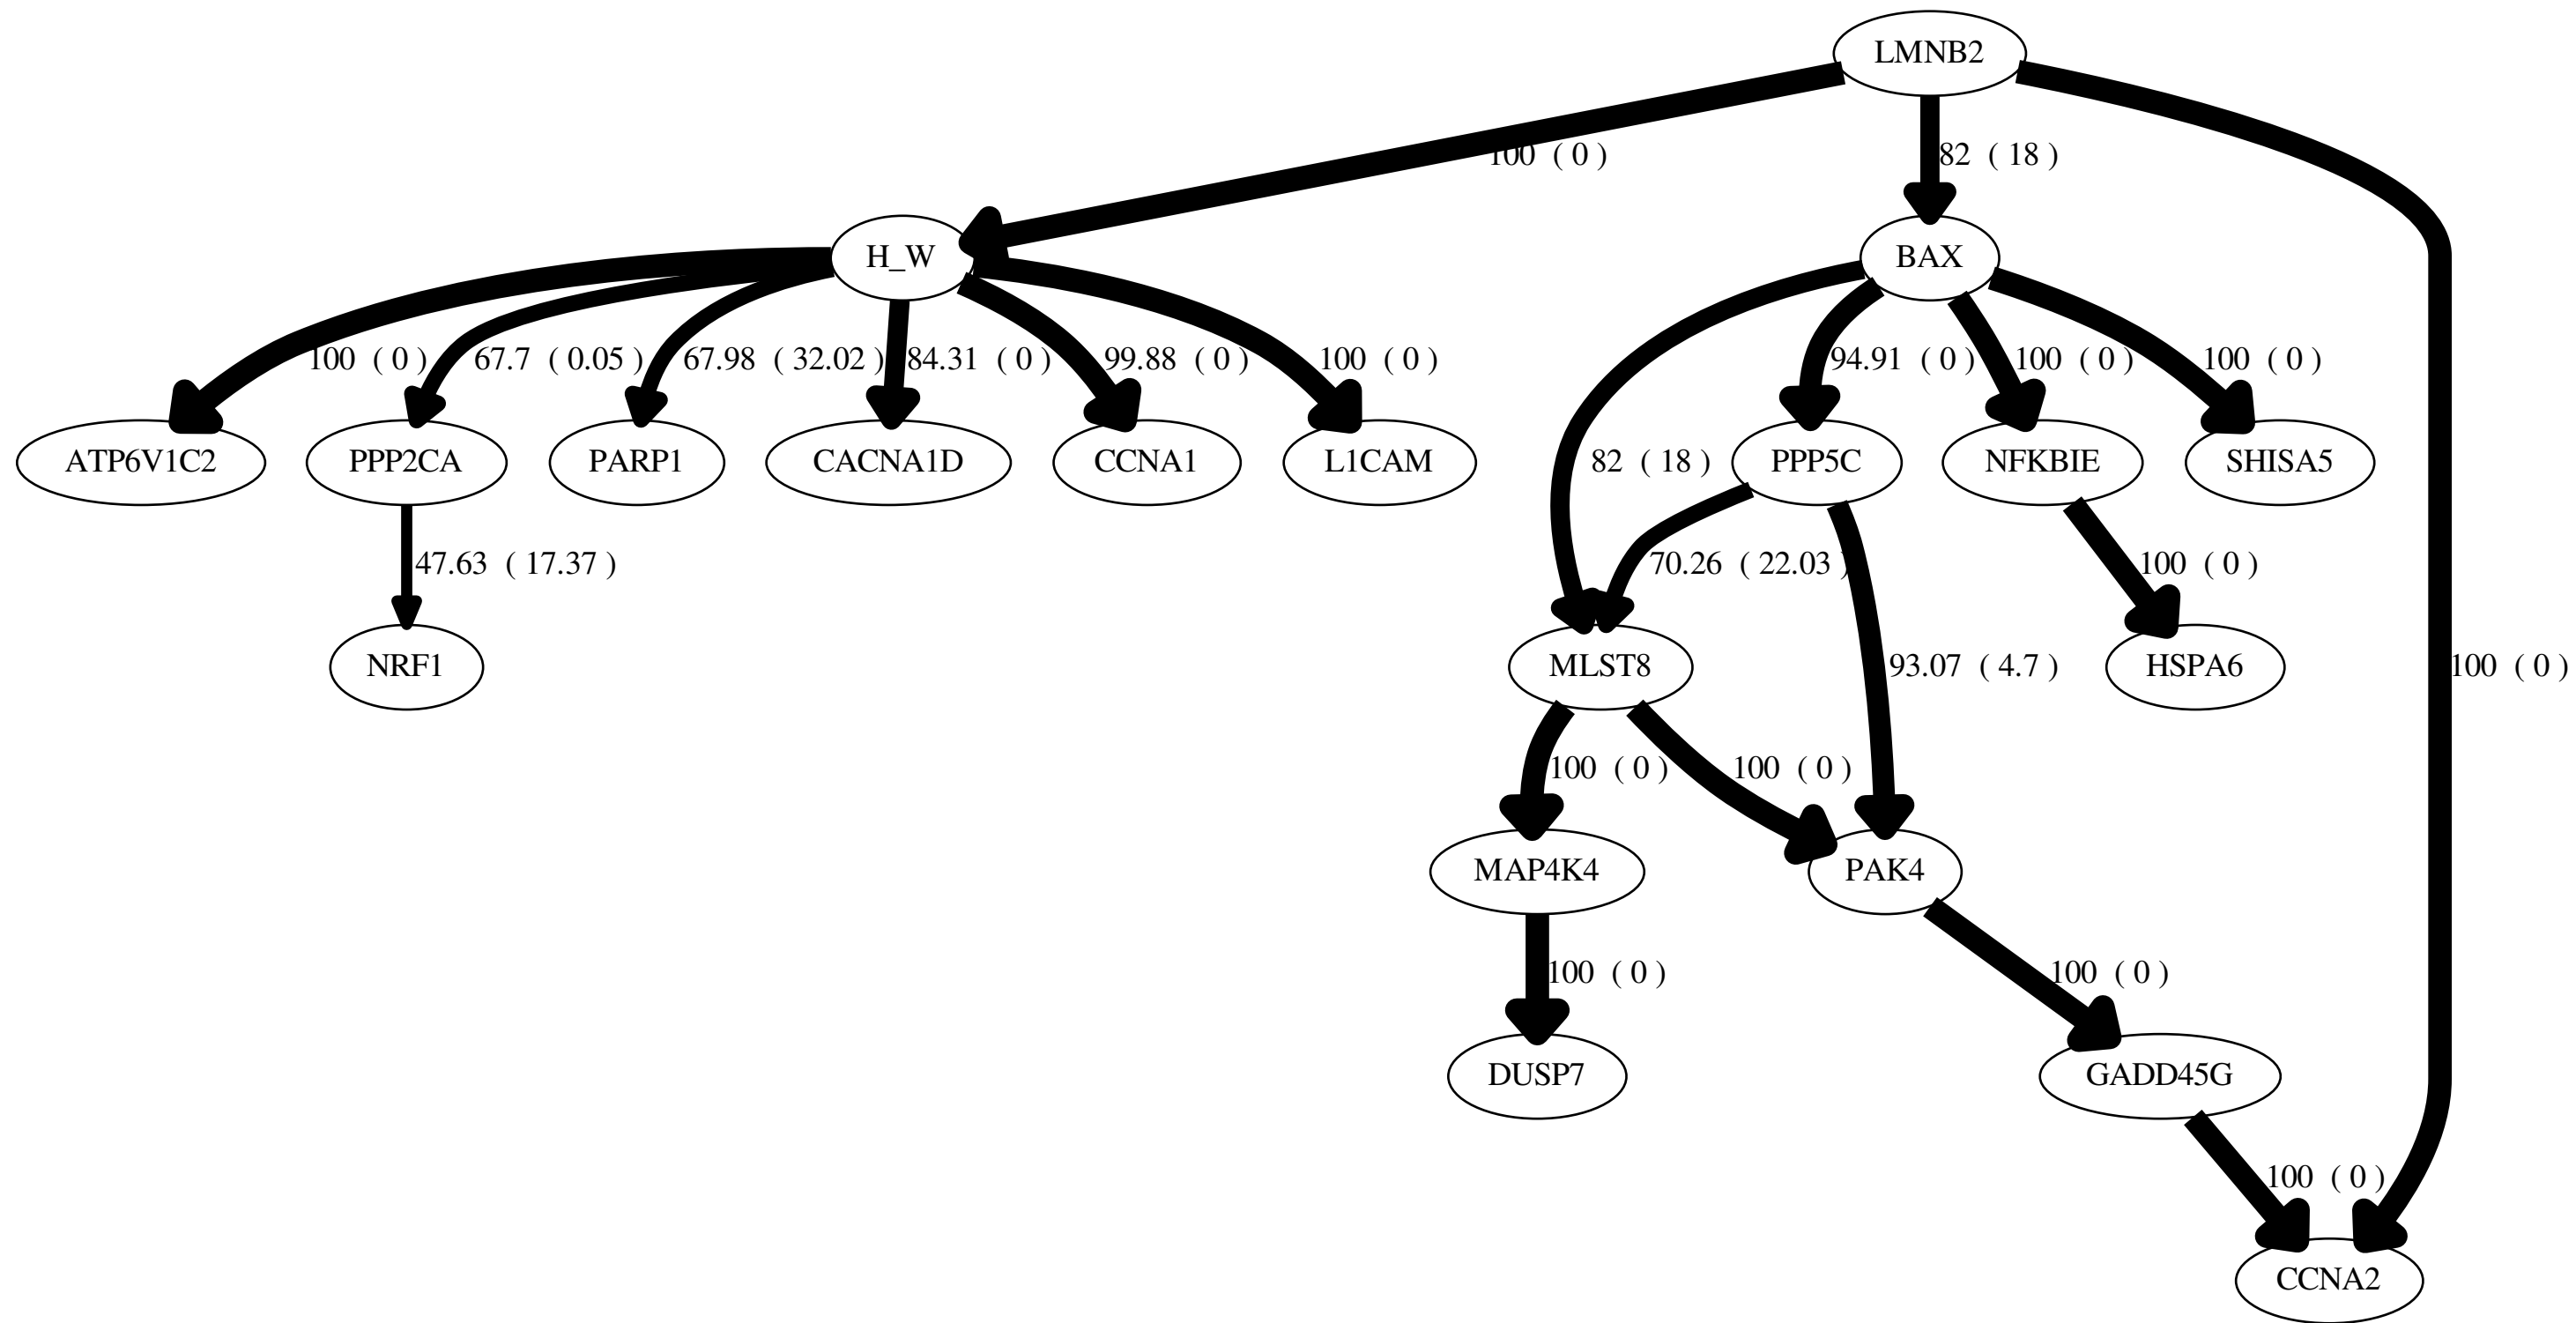 LMNB2
100 ( 0 )
82 ( 18 )
H_W
BAX
100 ( 0 )
67.7 ( 0.05 )
67.98 ( 32.02 )
84.31 ( 0 )
99.88 ( 0 )
100 ( 0 )
94.91 ( 0 )
100 ( 0 )
100 ( 0 )
ATP6V1C2
PPP2CA
PARP1
CACNA1D
CCNA1
L1CAM
82 ( 18 )
PPP5C
NFKBIE
SHISA5
47.63 ( 17.37 )
70.26 ( 22.03 )
100 ( 0 )
NRF1
MLST8
93.07 ( 4.7 )
HSPA6
100 ( 0 )
100 ( 0 )
100 ( 0 )
MAP4K4
PAK4
100 ( 0 )
100 ( 0 )
DUSP7
GADD45G
100 ( 0 )
CCNA2